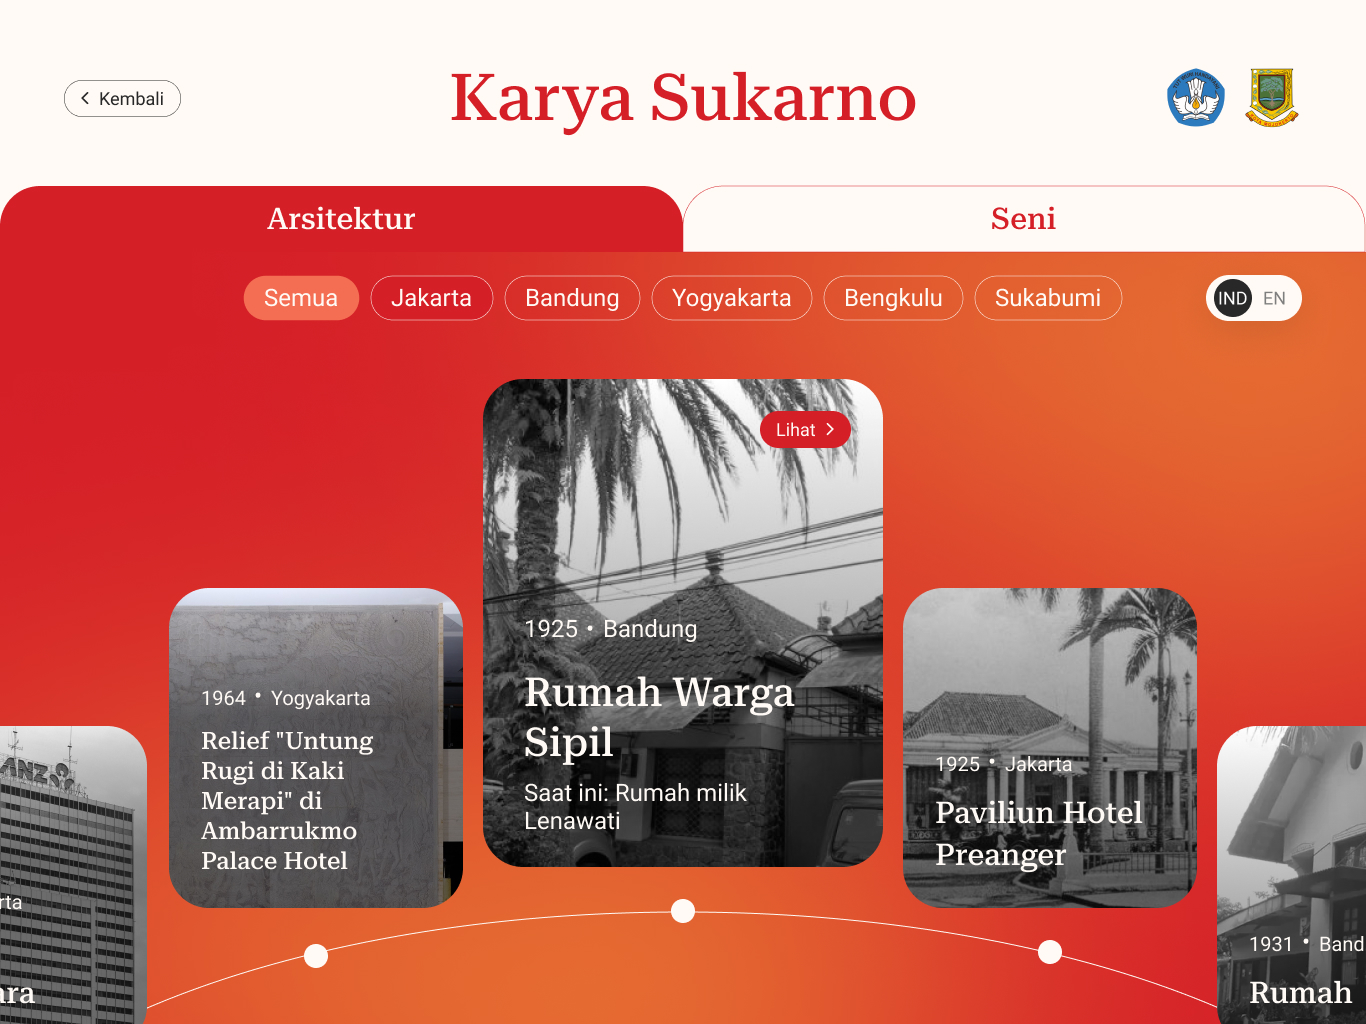 Kembali
Karya Sukarno
Arsitektur
Seni
Semua
Jakarta
Bandung
Yogyakarta
Bengkulu
Sukabumi
IND
EN
Lihat
1925 • Bandung
Rumah Warga
Sipil
Saat ini: Rumah milik
Lenawati
1964 • Yogyakarta
Relief "Untung
Rugi di Kaki
Merapi" di
Ambarrukmo
Palace Hotel
1925 • Jakarta
Paviliun Hotel
Preanger
rta
ara
1931 • Band
Rumah